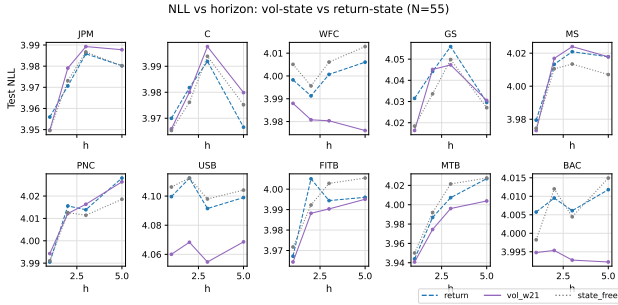 NLL vs horizon: vol-state vs return-state (N=55)
JPM C WFC GS MS
Test NLL
3.99 3.98 3.97 3.96 3.95
3.99 3.98 3.97
4.01 4.00 3.99 3.98
4.05 4.04 4.03 4.02
4.02 4.00 3.98
h h h h h
PNC USB FITB MTB BAC
4.02 4.01 4.00 3.99
4.10 4.08 4.06
4.00 3.99 3.98 3.97
4.02 4.00 3.98 3.96 3.94
4.015 4.010 4.005 4.000 3.995
2.5 5.0 2.5 5.0 2.5 5.0 2.5 5.0 2.5 5.0
h h h h h
return vol_w21 state_free